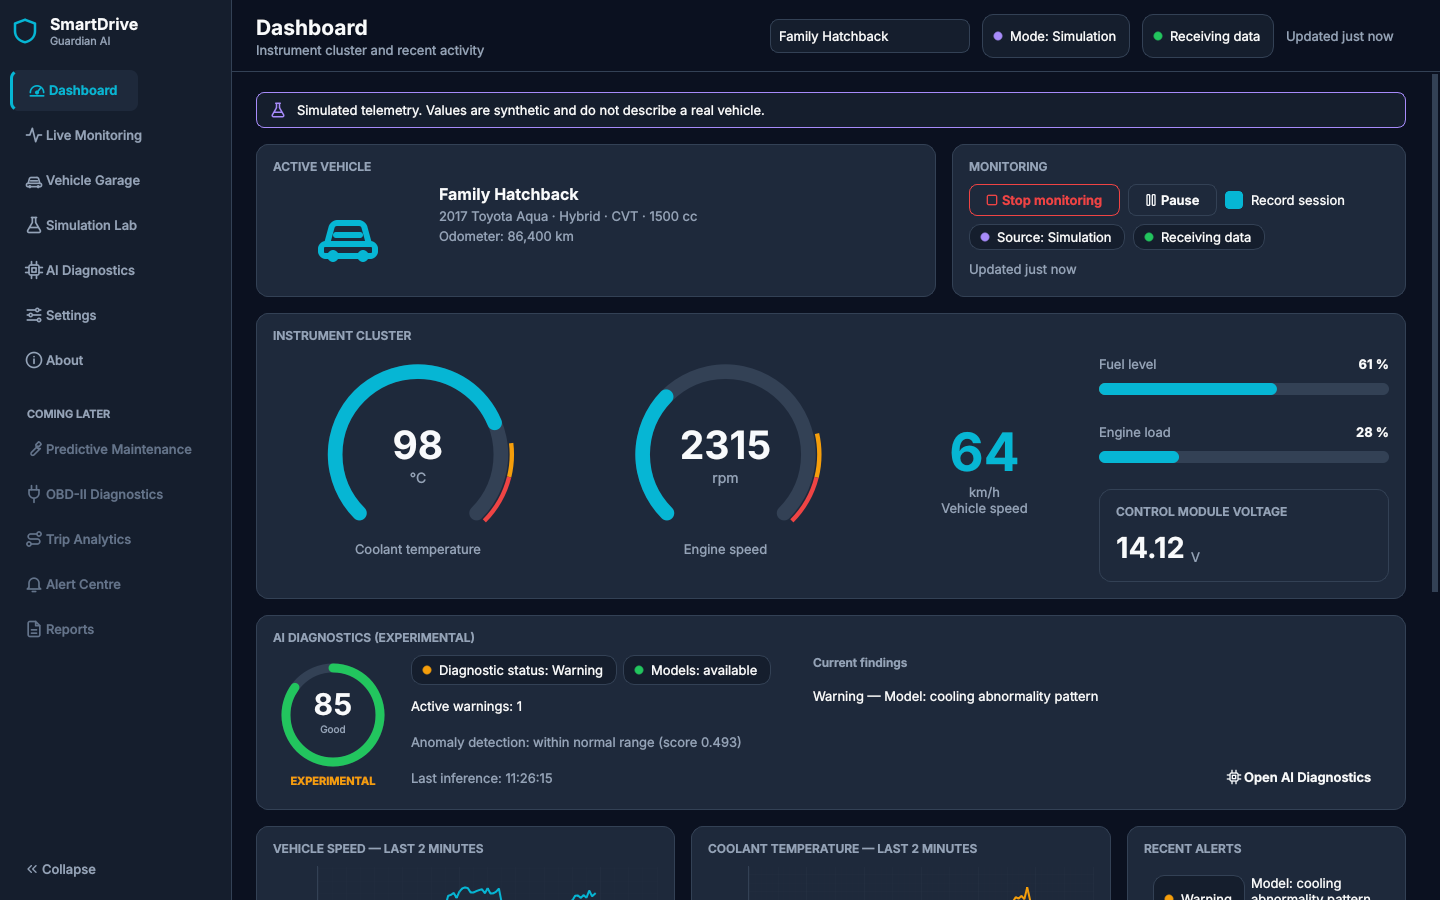 SmartDrive
Guardian AI
Dashboard
Live Monitoring
Vehicle Garage
Simulation Lab
AI Diagnostics
Settings
About
COMING LATER
Predictive Maintenance
OBD-II Diagnostics
Trip Analytics
Alert Centre
Reports
Collapse
Dashboard
Instrument cluster and recent activity
Family Hatchback
Mode: Simulation
Receiving data
Updated just now
Simulated telemetry. Values are synthetic and do not describe a real vehicle.
ACTIVE VEHICLE
Family Hatchback
2017 Toyota Aqua · Hybrid · CVT · 1500 cc
Odometer: 86,400 km
MONITORING
Stop monitoring
Pause
Record session
Source: Simulation
Receiving data
Updated just now
INSTRUMENT CLUSTER
98
°C
Coolant temperature
2315
rpm
Engine speed
64
km/h
Vehicle speed
Fuel level
61 %
Engine load
28 %
CONTROL MODULE VOLTAGE
14.12 V
AI DIAGNOSTICS (EXPERIMENTAL)
85
Good
EXPERIMENTAL
Diagnostic status: Warning
Models: available
Active warnings: 1
Anomaly detection: within normal range (score 0.493)
Last inference: 11:26:15
Current findings
Warning — Model: cooling abnormality pattern
Open AI Diagnostics
VEHICLE SPEED — LAST 2 MINUTES
COOLANT TEMPERATURE — LAST 2 MINUTES
RECENT ALERTS
Warning
Model: cooling
abnormality pattern